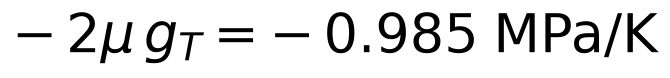 − 2μ g_T = − 0.985 MPa/K